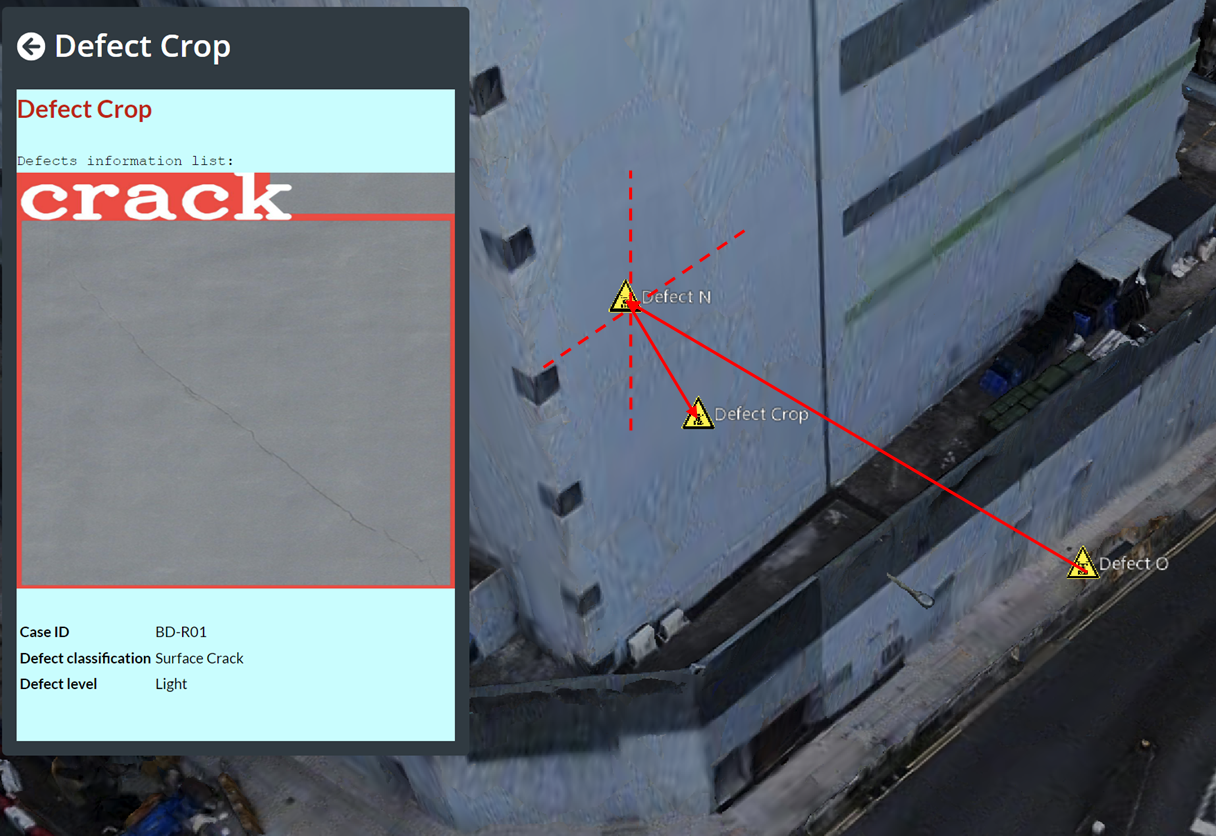 Defect Crop
Defect Crop
Defects information list:
crack
Case ID BD-R01
Defect classification Surface Crack
Defect level Light
Defect N
Defect Crop
Defect O